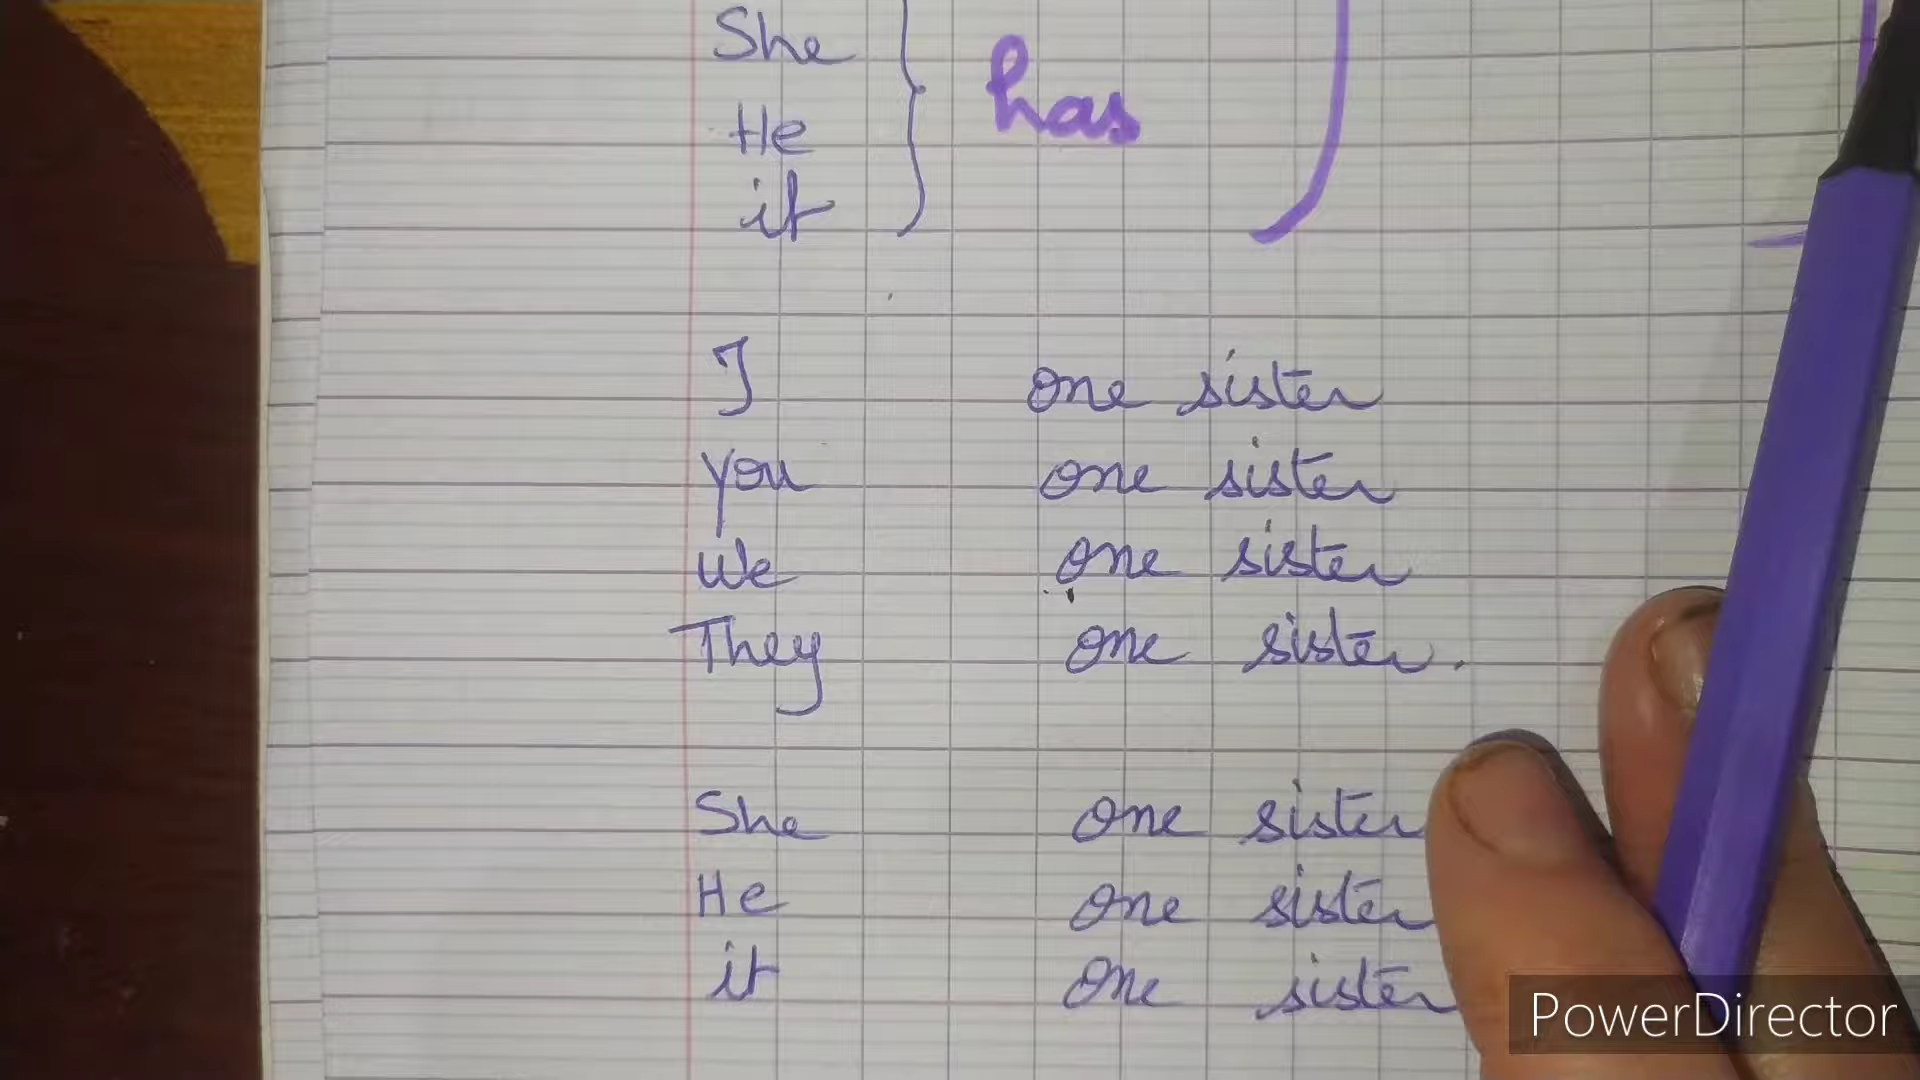 She
He
it
has
I one sister
you one sister
We one sister
They one sister.
She one sister
He one sister
it one sister
PowerDirector